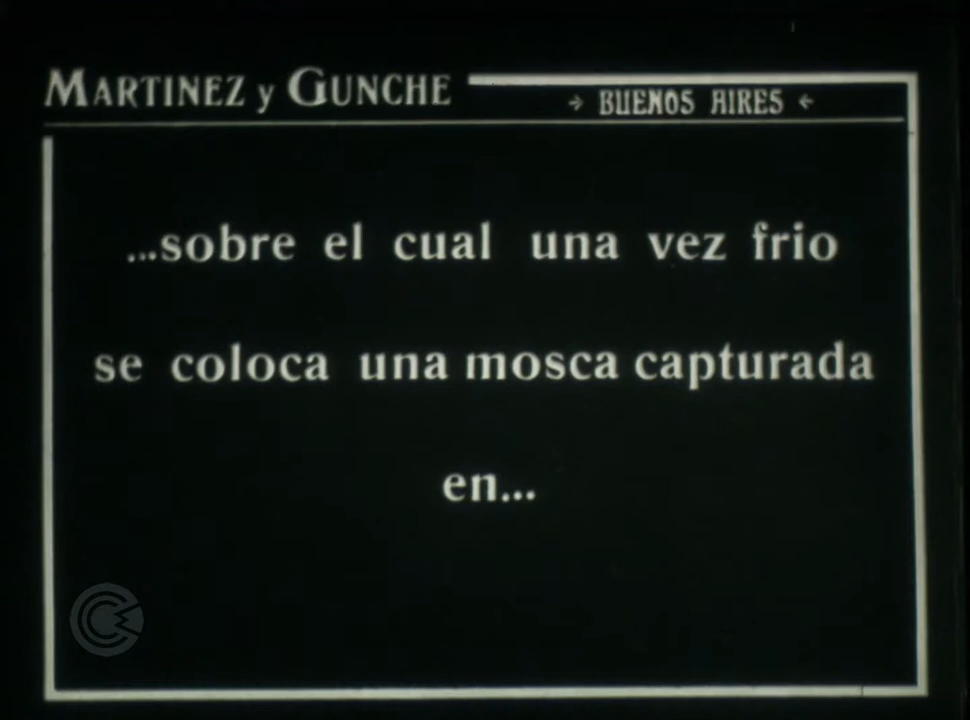 MARTINEZ y GUNCHE
→ BUENOS AIRES ←
...sobre el cual una vez frio
se coloca una mosca capturada
en...